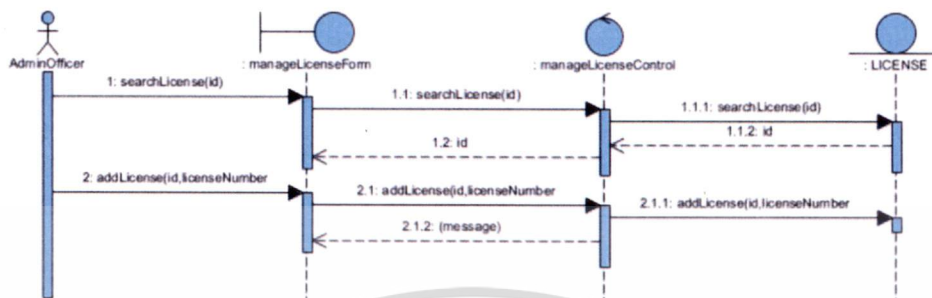 AdminOfficer
: manageLicenseForm
: manageLicenseControl
: LICENSE
1: searchLicense(id)
1.1: searchLicense(id)
1.1.1: searchLicense(id)
1.1.2: id
1.2: id
2: addLicense(id,licenseNumber
2.1: addLicense(id,licenseNumber
2.1.1: addLicense(id,licenseNumber
2.1.2: (message)